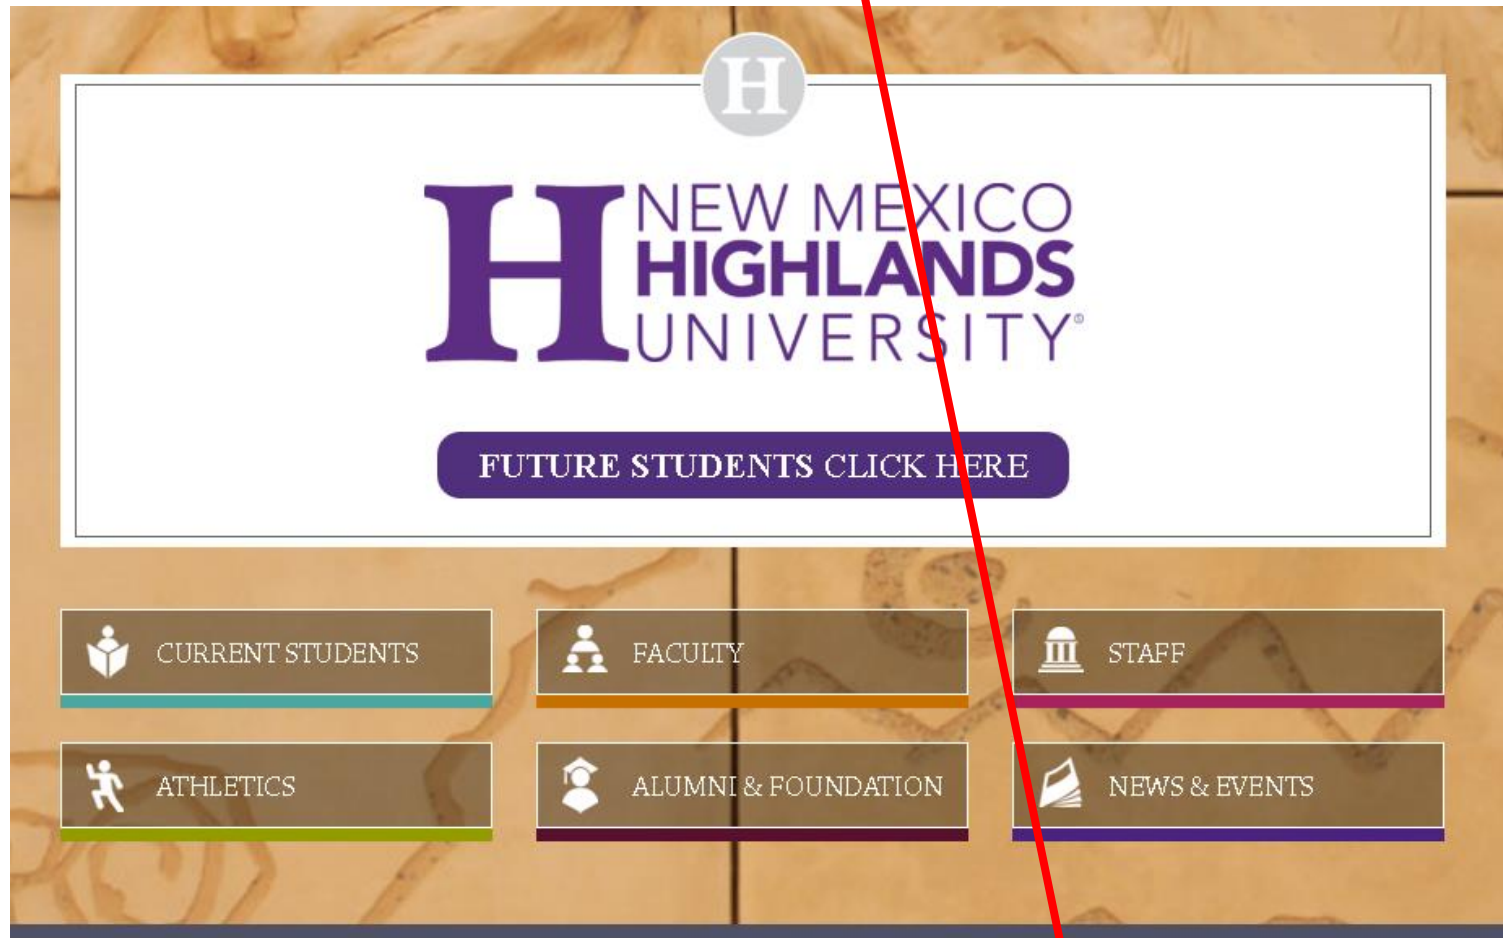 H
H
NEW MEXICO
HIGHLANDS
UNIVERSITY®
FUTURE STUDENTS CLICK HERE
CURRENT STUDENTS
FACULTY
STAFF
ATHLETICS
ALUMNI & FOUNDATION
NEWS & EVENTS